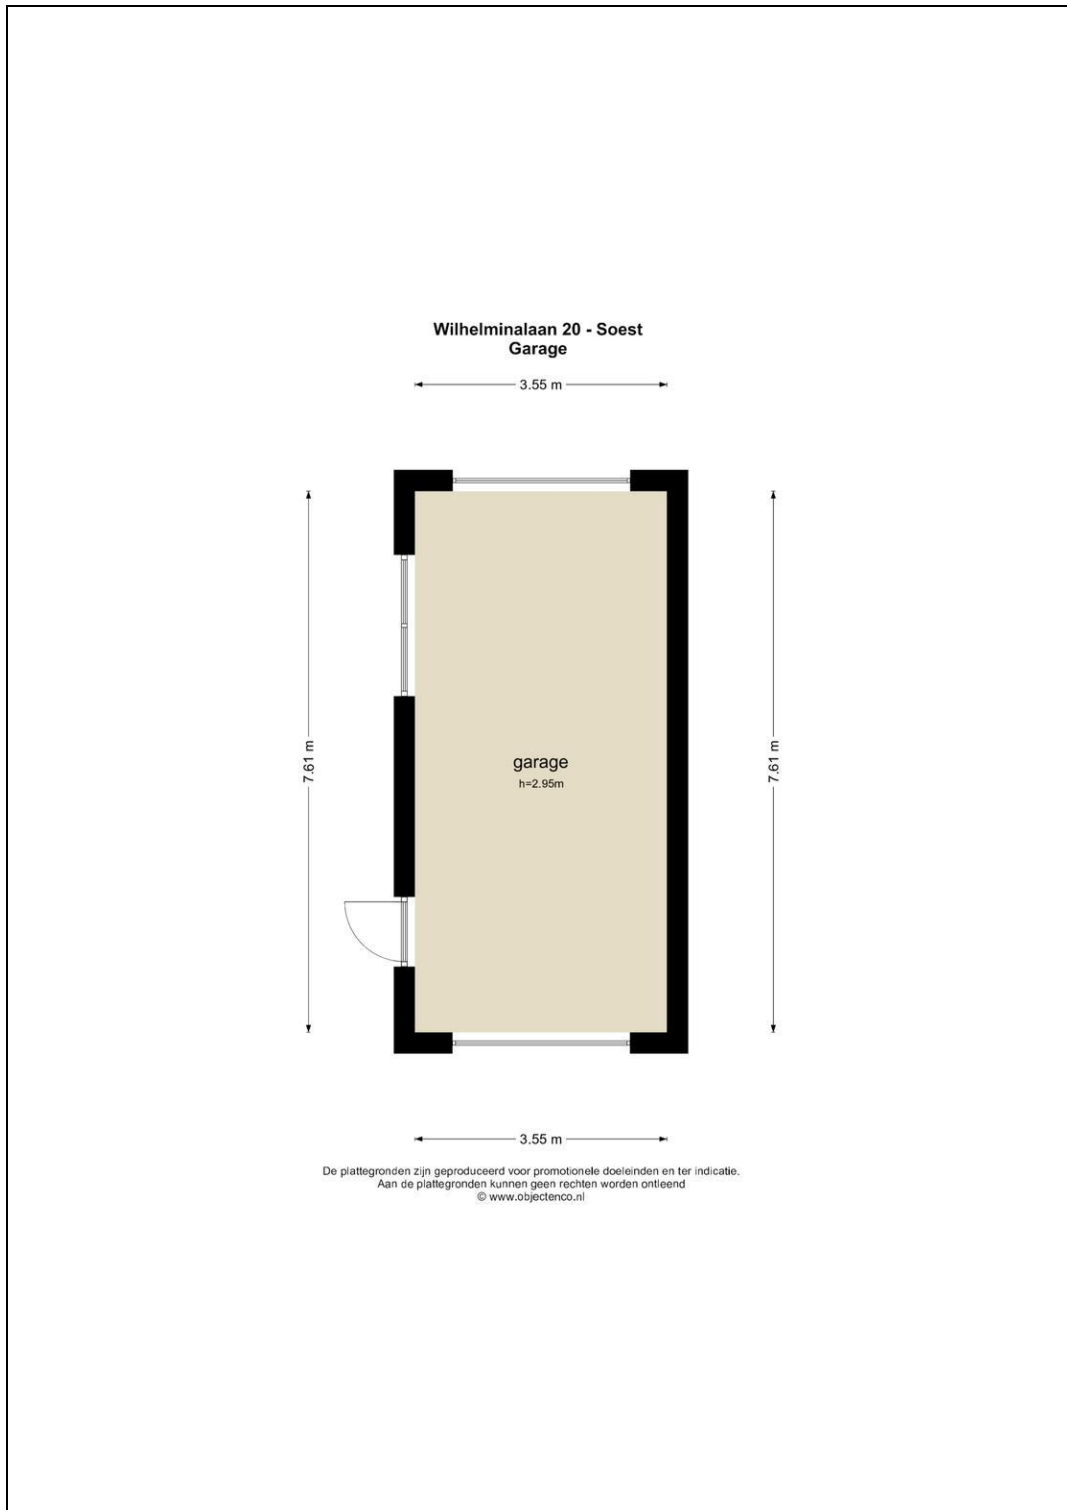 Wilhelminalaan 20 - Soest
Garage
3.55 m
7.61 m
7.61 m
garage
h=2.95m
3.55 m
De plattegronden zijn geproduceerd voor promotionele doeleinden en ter indicatie.
Aan de plattegronden kunnen geen rechten worden ontleend
© www.objectenco.nl